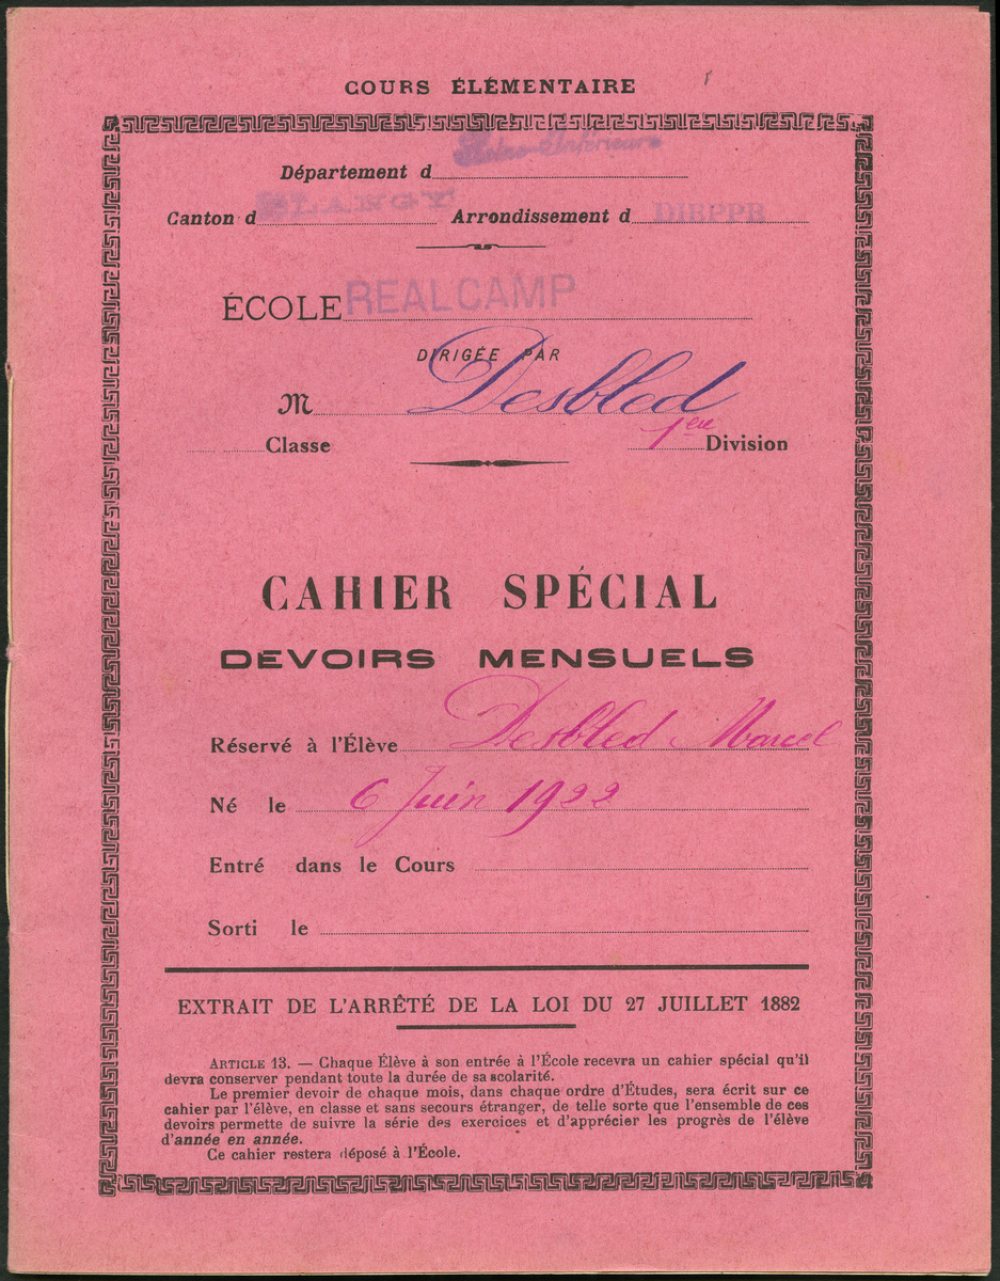 COURS ÉLÉMENTAIRE
Seine-Inférieure
Département d
Canton d BLANGY Arrondissement d DIEPPE
ÉCOLE REALCAMP
DIRIGÉE PAR
M Desbled
Classe 1ère Division
CAHIER SPÉCIAL
DEVOIRS MENSUELS
Réservé à l'Élève Desbled Marcel
Né le 6 Juin 1922
Entré dans le Cours
Sorti le
EXTRAIT DE L'ARRÊTÉ DE LA LOI DU 27 JUILLET 1882
ARTICLE 13. — Chaque Élève à son entrée à l'École recevra un cahier spécial qu'il
devra conserver pendant toute la durée de sa scolarité.
Le premier devoir de chaque mois, dans chaque ordre d'Études, sera écrit sur ce
cahier par l'élève, en classe et sans secours étranger, de telle sorte que l'ensemble de ces
devoirs permette de suivre la série des exercices et d'apprécier les progrès de l'élève
d'année en année.
Ce cahier restera déposé à l'École.